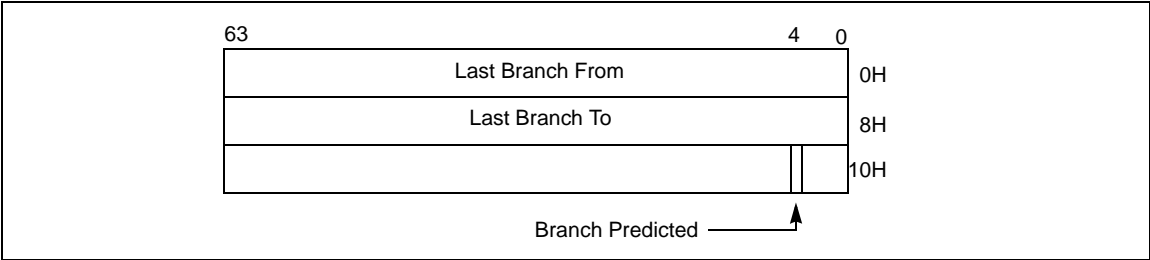 63 4 0
Last Branch From 0H
Last Branch To 8H
10H
Branch Predicted